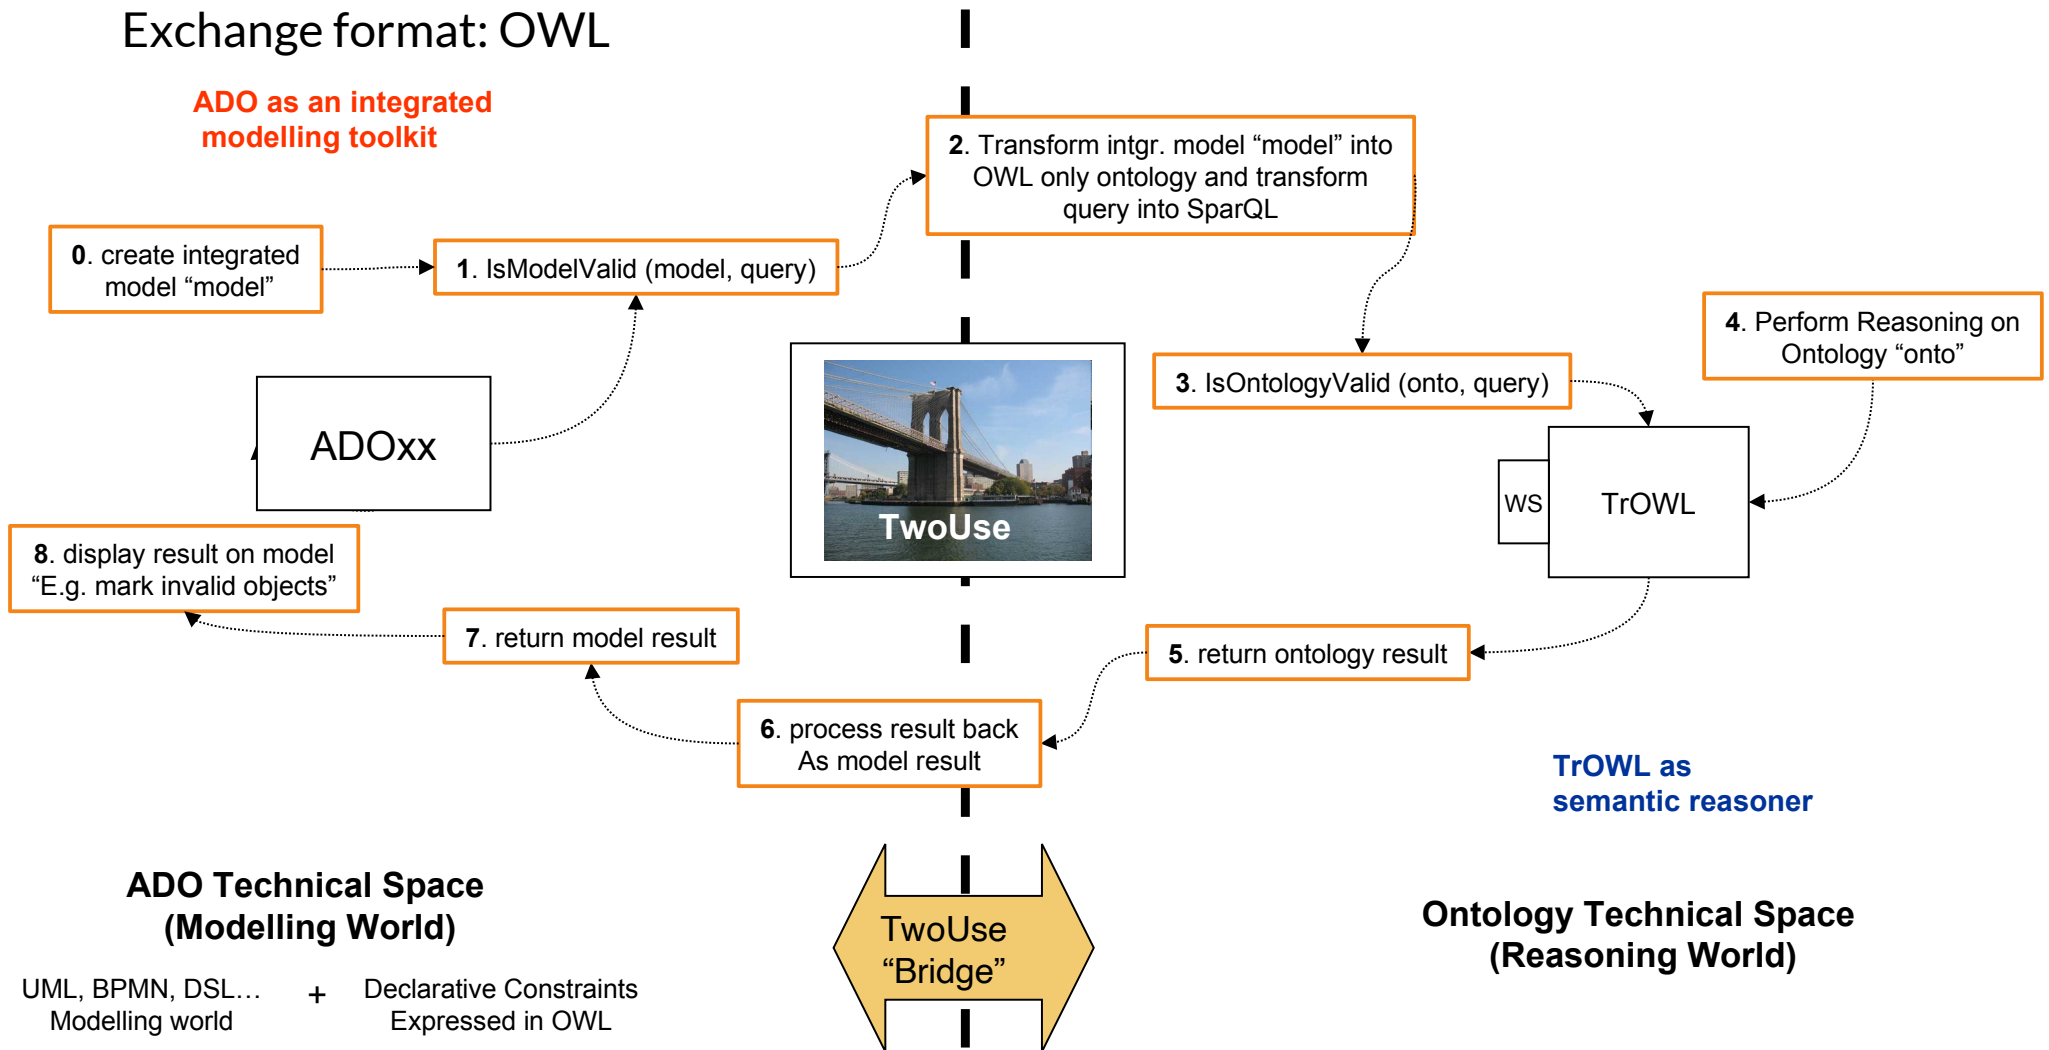 Exchange format: OWL
ADO as an integrated
modelling toolkit
0. create integrated
model “model”
1. IsModelValid (model, query)
2. Transform intgr. model “model” into
OWL only ontology and transform
query into SparQL
3. IsOntologyValid (onto, query)
4. Perform Reasoning on
Ontology “onto”
ADOxx
TwoUse
WS
TrOWL
8. display result on model
“E.g. mark invalid objects”
7. return model result
5. return ontology result
6. process result back
As model result
TrOWL as
semantic reasoner
ADO Technical Space
(Modelling World)
TwoUse
“Bridge”
Ontology Technical Space
(Reasoning World)
UML, BPMN, DSL…
Modelling world
+
Declarative Constraints
Expressed in OWL